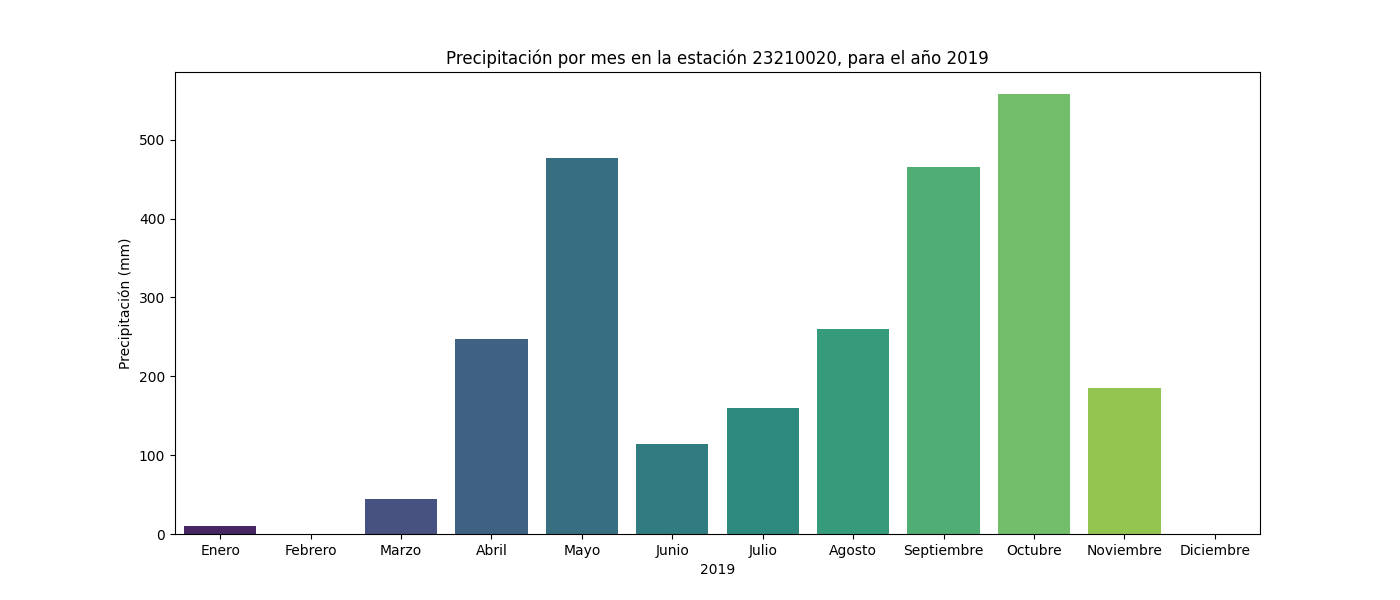 Precipitación por mes en la estación 23210020, para el año 2019
Precipitación (mm)
500
400
300
200
100
0
Enero Febrero Marzo Abril Mayo Junio Julio Agosto Septiembre Octubre Noviembre Diciembre
2019